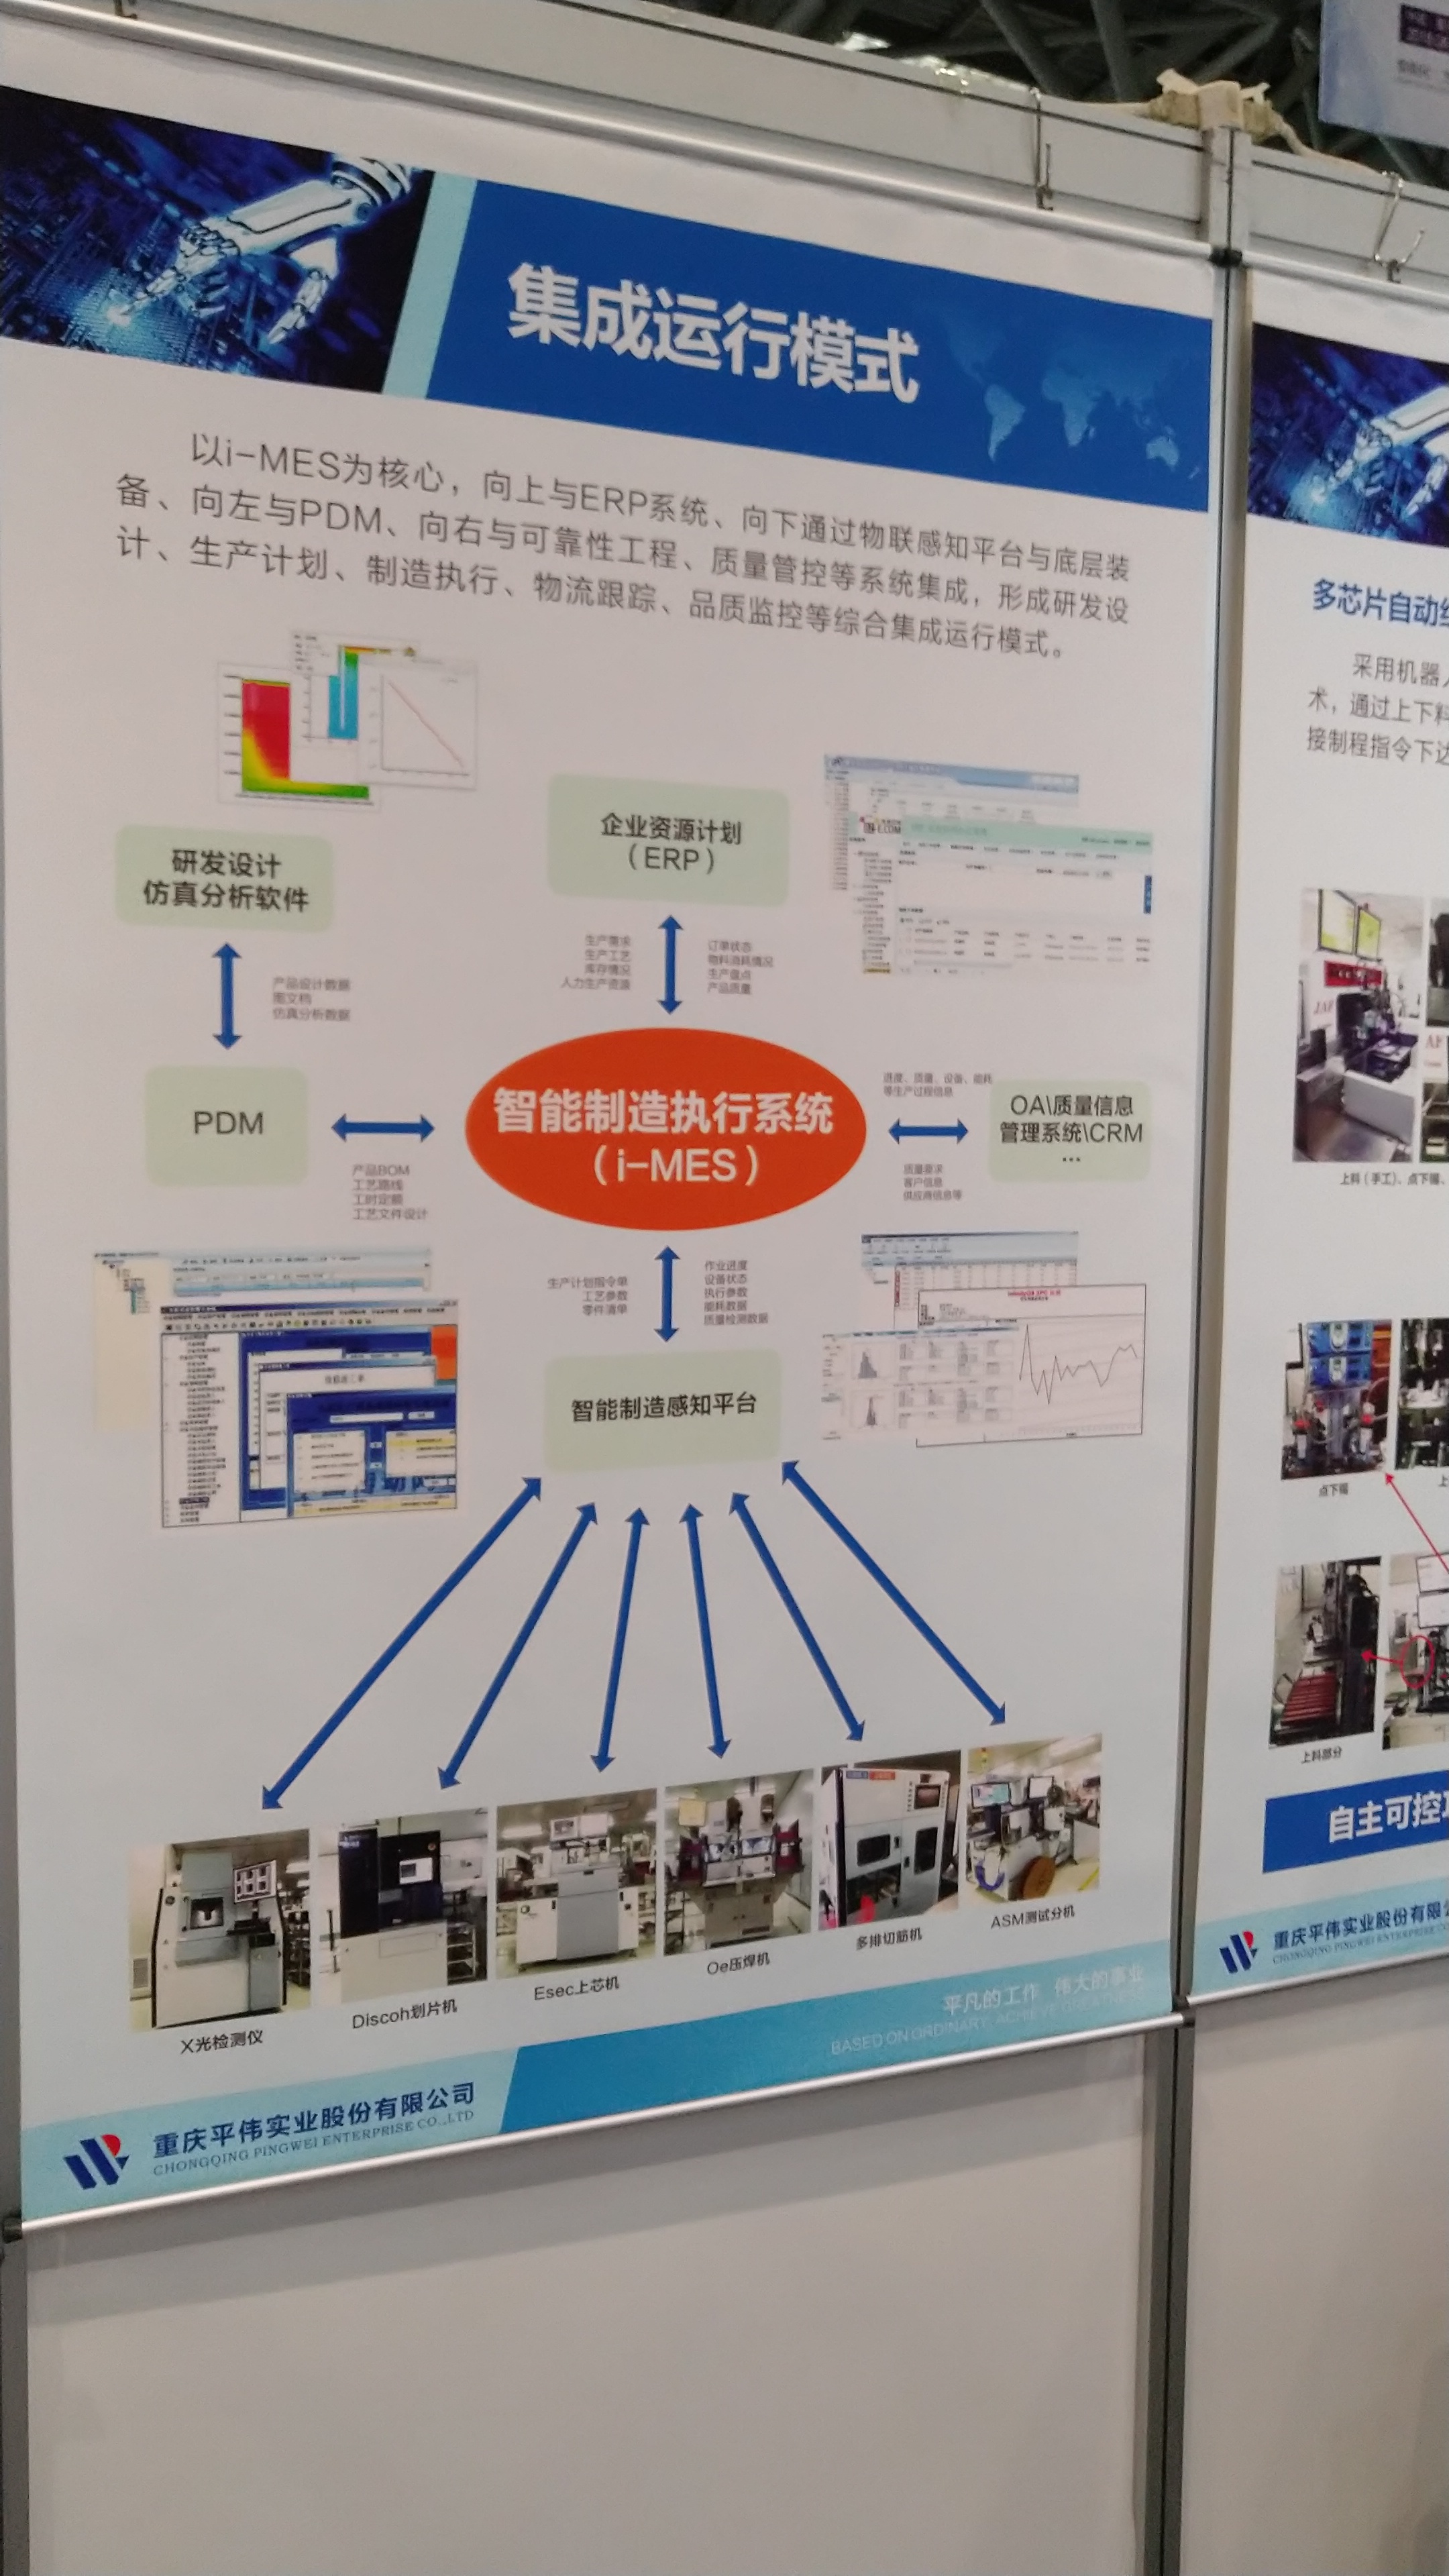 集成运行模式
以i-MES为核心，向上与ERP系统、向下通过物联感知平台与底层装
备、向左与PDM、向右与可靠性工程、质量管控等系统集成，形成研发设
计、生产计划、制造执行、物流跟踪、品质监控等综合集成运行模式。
研发设计
仿真分析软件
产品设计数据
图文档
仿真分析数据
企业资源计划
（ERP）
生产需求
生产工艺
库存情况
人力生产资源
订单状态
物料消耗情况
生产盘点
产品质量
PDM
产品BOM
工艺路线
工时定额
工艺文件设计
智能制造执行系统
（i-MES）
进度、质量、设备、能耗
等生产过程信息
OA\质量信息
管理系统\CRM
...
质量要求
客户信息
供应商信息等
生产计划指令单
工艺参数
零件清单
作业进度
设备状态
执行参数
能耗数据
质量检测数据
智能制造感知平台
X光检测仪
Discoh划片机
Esec上芯机
Oe压焊机
多排切筋机
ASM测试分机
平凡的工作 伟大的事业
BASED ON ORDINARY, ACHIEVE
重庆平伟实业股份有限公司
CHONGQING PINGWEI ENTERPRISE CO.,LTD
多芯片自动
采用机器
术，通过上下料
接制程指令下达
上料（手工）、点下锡、
点下锡
上料部分
自主可控
重庆平伟实业股份有限公
CHONGQING PINGWEI ENTERPRISE